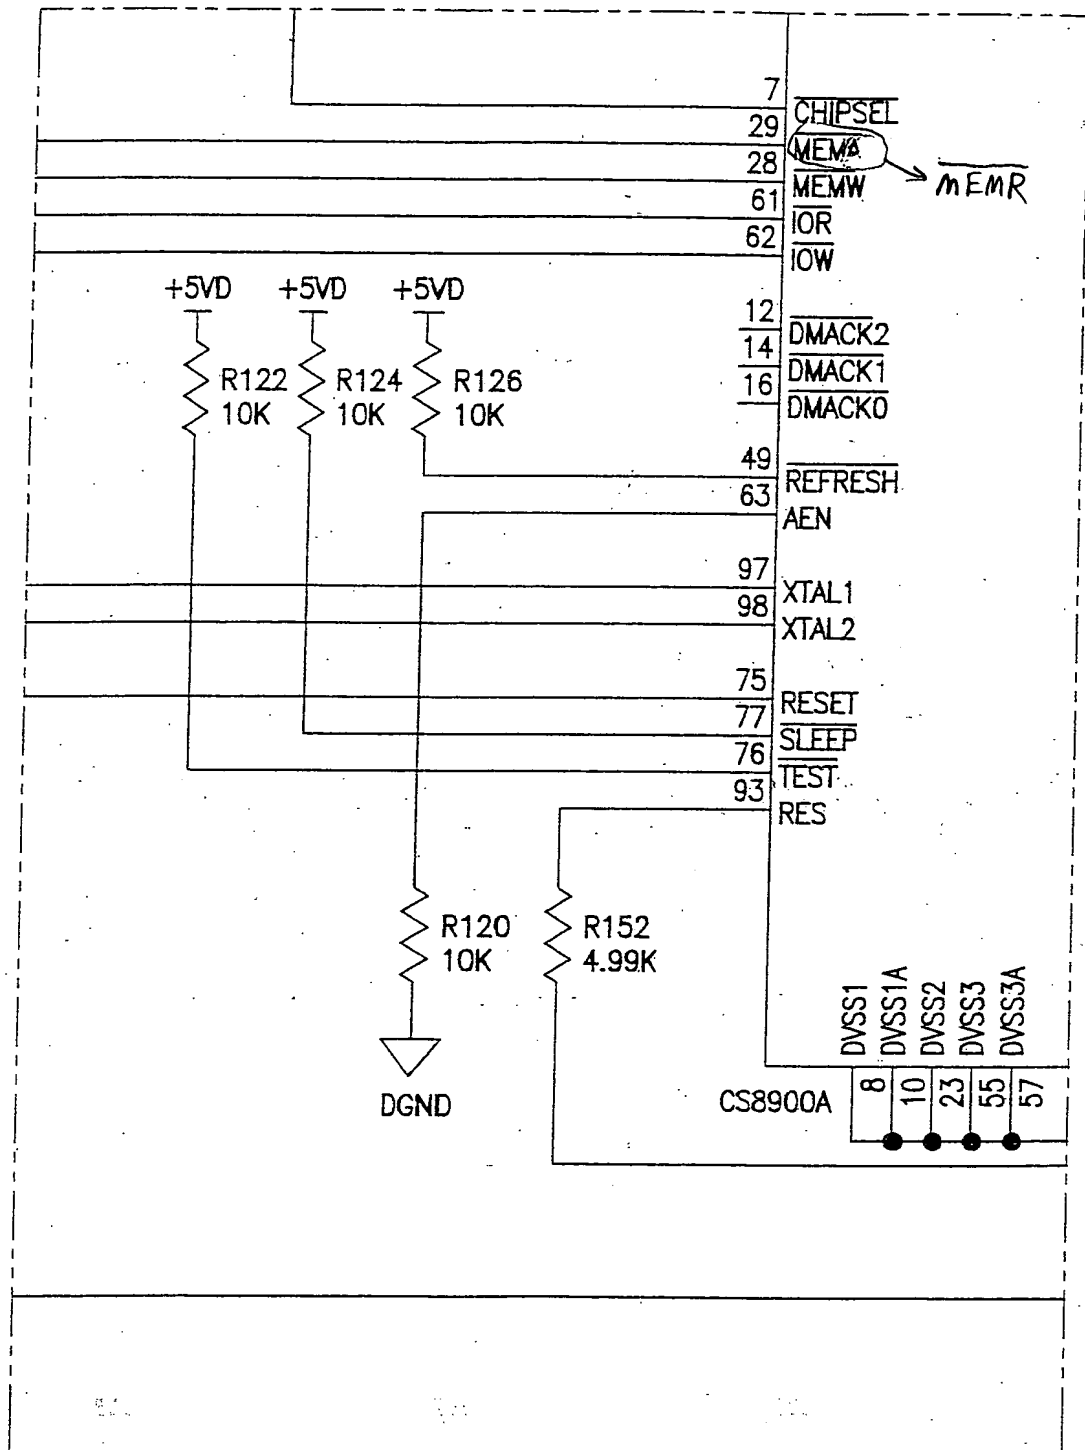 7
CHIPSEL
29
MEMR
MEMR
28
MEMW
61
IOR
62
IOW
+5VD +5VD +5VD
R122 R124 R126
10K 10K 10K
12
DMACK2
14
DMACK1
16
DMACK0
49
REFRESH
63
AEN
97
XTAL1
98
XTAL2
75
RESET
77
SLEEP
76
TEST
93
RES
R120 R152
10K 4.99K
DGND
CS8900A
DVSS1
DVSS1A
DVSS2
DVSS3
DVSS3A
8
10
23
55
57